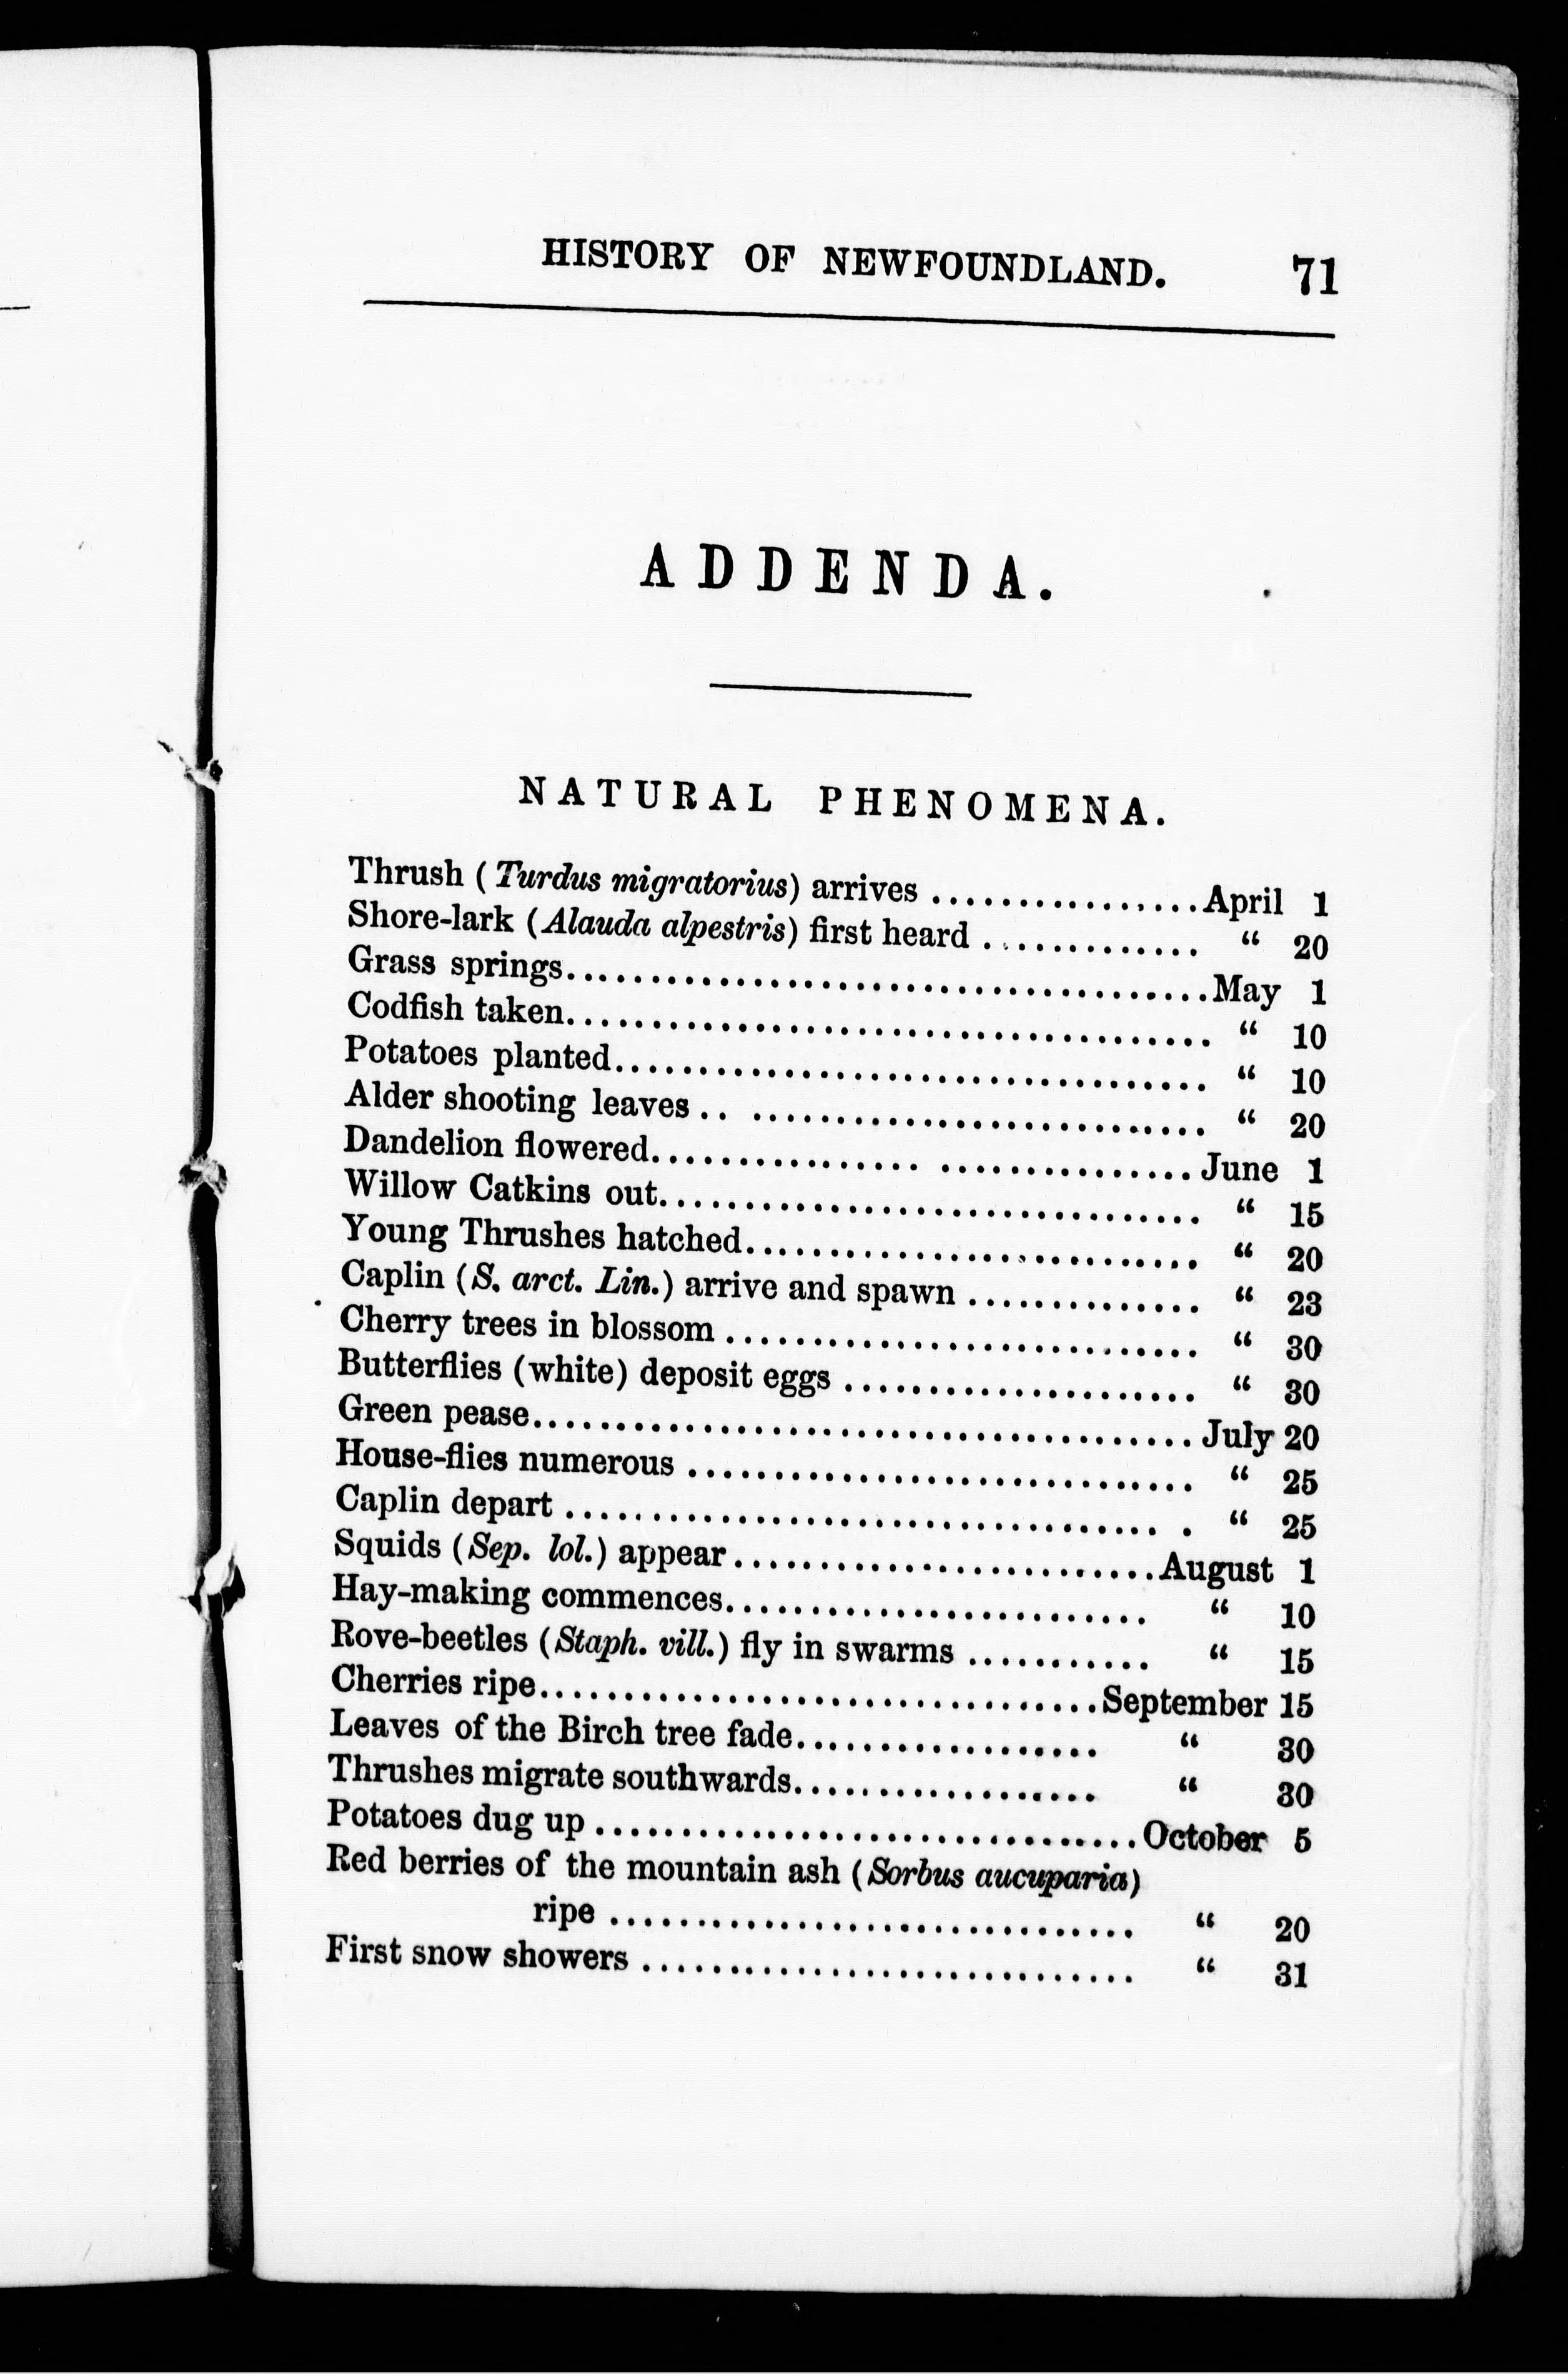 HISTORY OF NEWFOUNDLAND. 71
ADDENDA.
NATURAL PHENOMENA.
Thrush (Turdus migratorius) arrives ................April 1
Shore-lark (Alauda alpestris) first heard ............. “ 20
Grass springs......................................May 1
Codfish taken...................................... “ 10
Potatoes planted................................... “ 10
Alder shooting leaves .. ........................... “ 20
Dandelion flowered................ ...............June 1
Willow Catkins out................................ “ 15
Young Thrushes hatched........................... “ 20
Caplin (S. arct. Lin.) arrive and spawn .............. “ 23
Cherry trees in blossom ............................ “ 30
Butterflies (white) deposit eggs ..................... “ 30
Green pease.......................................July 20
House-flies numerous .............................. “ 25
Caplin depart ................................... . “ 25
Squids (Sep. lol.) appear.........................August 1
Hay-making commences......................... “ 10
Rove-beetles (Staph. vill.) fly in swarms ........... “ 15
Cherries ripe.................................September 15
Leaves of the Birch tree fade.................. “ 30
Thrushes migrate southwards.................. “ 30
Potatoes dug up ................................October 5
Red berries of the mountain ash (Sorbus aucuparia)
ripe ............................... “ 20
First snow showers ............................. “ 31